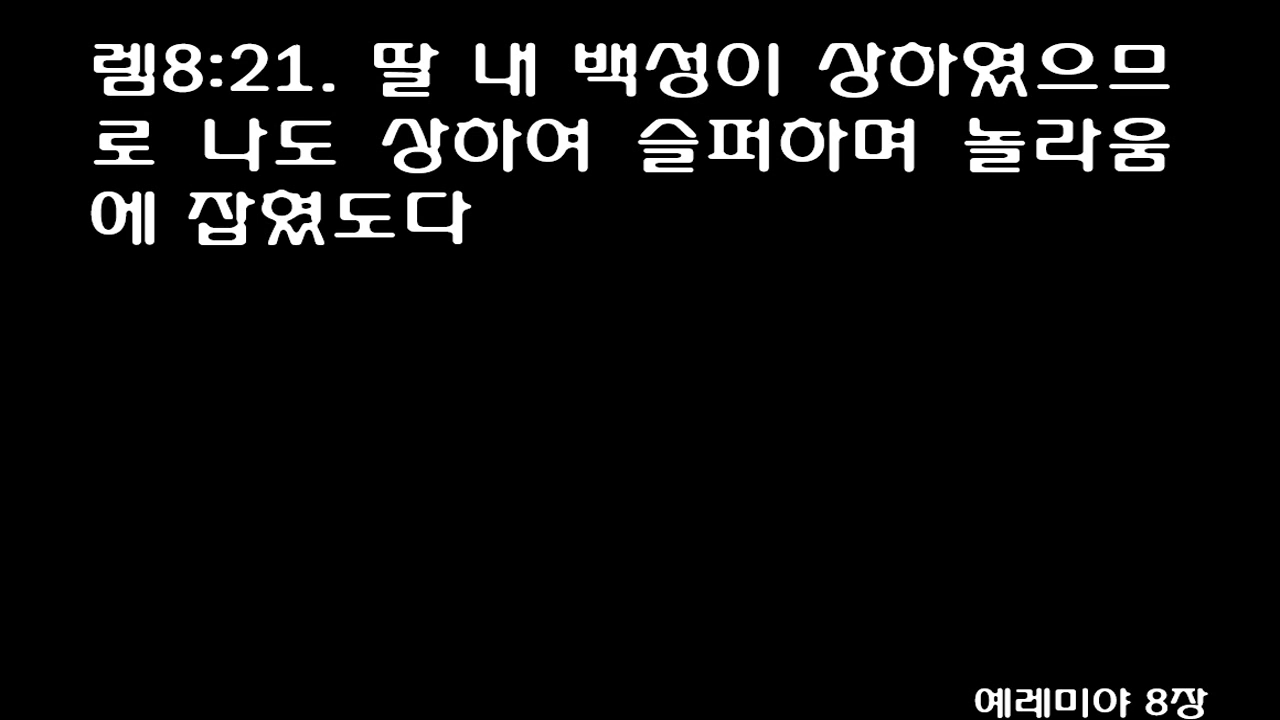 렘8:21. 딸 내 백성이 상하였으므
로 나도 상하여 슬퍼하며 놀라움
에 잡혔도다
예레미야 8장